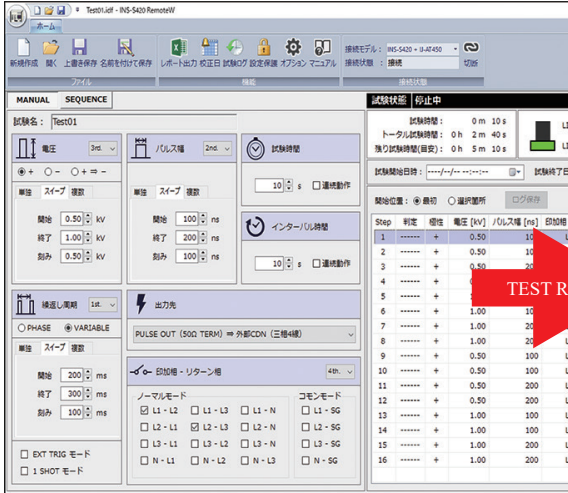 Test01.idf - INS-S420 RemoteW
ホーム
新規作成 開く 上書き保存 名前を付けて保存 レポート出力 校正日 試験ログ 設定保護 オプション マニュアル 切断
接続モデル： INS-S420 + U-AT450
接続状態 ： 接続
ファイル 機能 接続状態
MANUAL SEQUENCE
試験名： Test01
電圧 3rd.
+ - + ⇒ -
単独 スイープ 複数
開始 0.50 kV
終了 1.00 kV
刻み 0.50 kV
パルス幅 2nd.
単独 スイープ 複数
開始 100 ns
終了 200 ns
刻み 100 ns
試験時間
10 s 連続動作
インターバル時間
10 s 連続動作
繰返し周期 1st.
PHASE VARIABLE
単独 スイープ 複数
開始 200 ms
終了 300 ms
刻み 100 ms
EXT TRIG モード
1 SHOT モード
出力先
PULSE OUT (50Ω TERM) ⇒ 外部CDN (三相4線)
印加相 - リターン相 4th.
ノーマルモード コモンモード
L1 - L2 L1 - L3 L1 - N L1 - SG
L2 - L1 L2 - L3 L2 - N L2 - SG
L3 - L1 L3 - L2 L3 - N L3 - SG
N - L1 N - L2 N - L3 N - SG
試験状態 停止中
試験時間： 0 m 10 s
トータル試験時間： 0 h 2 m 40 s
残り試験時間(目安)： 0 h 5 m 10 s
LI
LI
試験開始日時： ----/--/-- --:--:-- 試験終了日
開始位置： 最初 選択箇所 ログ保存
Step 判定 極性 電圧 [kV] パルス幅 [ns] 印加相
1 ------ + 0.50 10 L
2 ------ + 0.50 10
3 ------ + 0.50 20
4 ------ +
5 ------
6 ------ + 1.00 10
7 ------ + 1.00 20
8 ------ + 1.00 20 L
9 ------ + 0.50 100 L
10 ------ + 0.50 100 L
11 ------ + 0.50 200 L
12 ------ + 0.50 200 L
13 ------ + 1.00 100 L
14 ------ + 1.00 100 L
15 ------ + 1.00 200 L
16 ------ + 1.00 200 L
TEST R